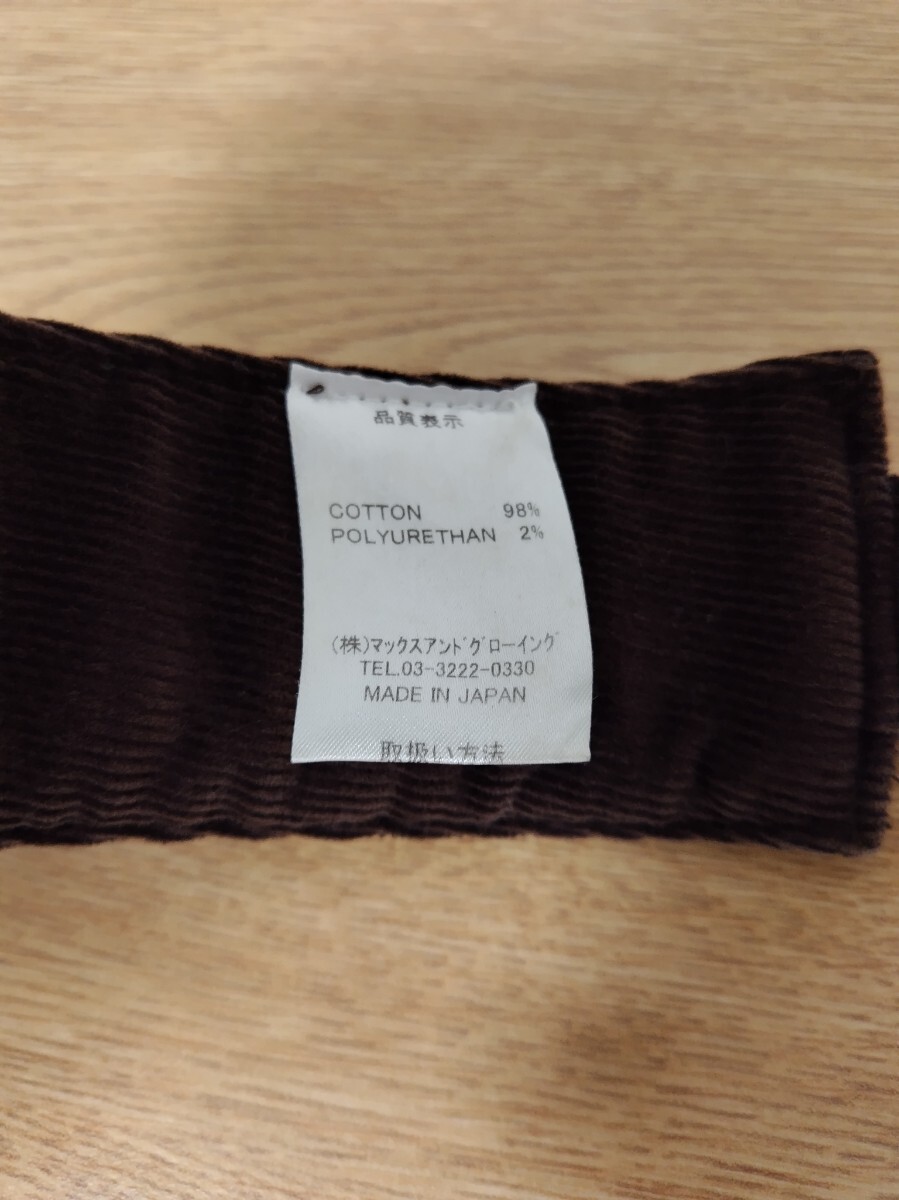 品質表示
COTTON 98%
POLYURETHAN 2%
(株)マックスアンドグローイング
TEL.03-3222-0330
MADE IN JAPAN
取扱い方法